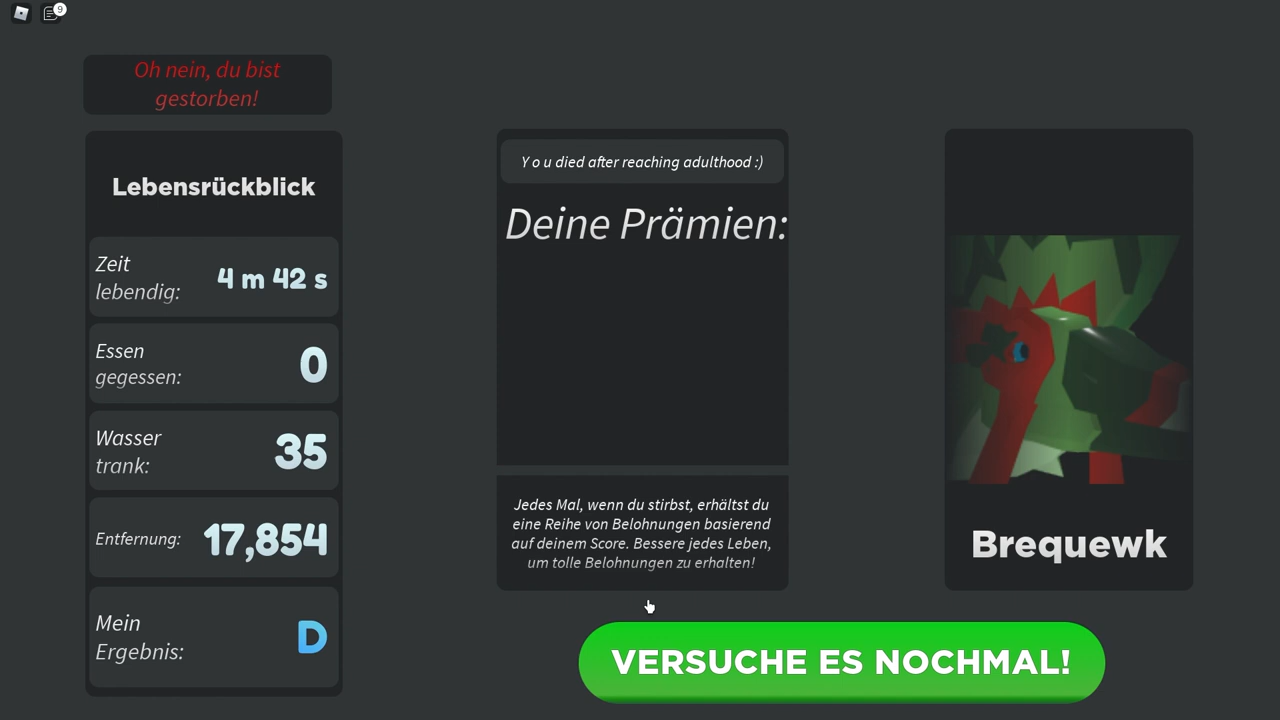 9
Oh nein, du bist
gestorben!
Lebensrückblick
Zeit
lebendig:
4 m 42 s
Essen
gegessen:
0
Wasser
trank:
35
Entfernung:
17,854
Mein
Ergebnis:
D
Y o u died after reaching adulthood :)
Deine Prämien:
Jedes Mal, wenn du stirbst, erhältst du
eine Reihe von Belohnungen basierend
auf deinem Score. Bessere jedes Leben,
um tolle Belohnungen zu erhalten!
Brequewk
VERSUCHE ES NOCHMAL!